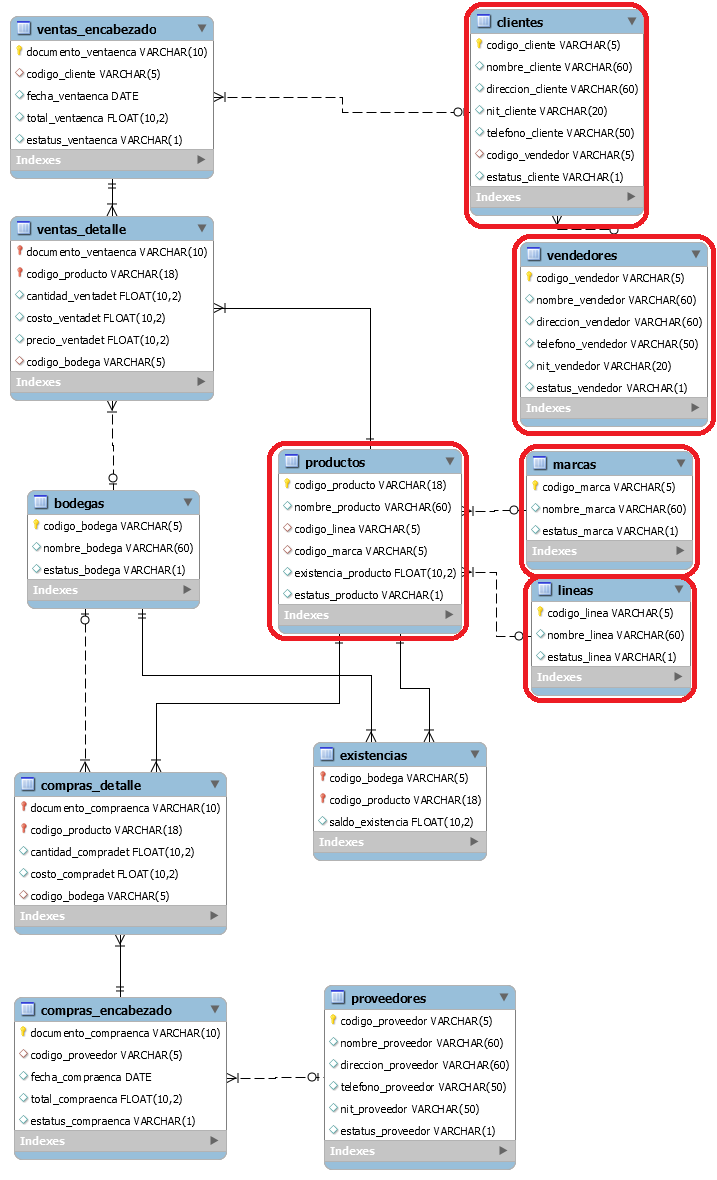 ventas_encabezado
documento_ventaenca VARCHAR(10)
codigo_cliente VARCHAR(5)
fecha_ventaenca DATE
total_ventaenca FLOAT(10,2)
estatus_ventaenca VARCHAR(1)
Indexes
clientes
codigo_cliente VARCHAR(5)
nombre_cliente VARCHAR(60)
direccion_cliente VARCHAR(60)
nit_cliente VARCHAR(20)
telefono_cliente VARCHAR(50)
codigo_vendedor VARCHAR(5)
estatus_cliente VARCHAR(1)
Indexes
ventas_detalle
documento_ventaenca VARCHAR(10)
codigo_producto VARCHAR(18)
cantidad_ventadet FLOAT(10,2)
costo_ventadet FLOAT(10,2)
precio_ventadet FLOAT(10,2)
codigo_bodega VARCHAR(5)
Indexes
vendedores
codigo_vendedor VARCHAR(5)
nombre_vendedor VARCHAR(60)
direccion_vendedor VARCHAR(60)
telefono_vendedor VARCHAR(50)
nit_vendedor VARCHAR(20)
estatus_vendedor VARCHAR(1)
Indexes
productos
codigo_producto VARCHAR(18)
nombre_producto VARCHAR(60)
codigo_linea VARCHAR(5)
codigo_marca VARCHAR(5)
existencia_producto FLOAT(10,2)
estatus_producto VARCHAR(1)
Indexes
marcas
codigo_marca VARCHAR(5)
nombre_marca VARCHAR(60)
estatus_marca VARCHAR(1)
Indexes
bodegas
codigo_bodega VARCHAR(5)
nombre_bodega VARCHAR(60)
estatus_bodega VARCHAR(1)
Indexes
lineas
codigo_linea VARCHAR(5)
nombre_linea VARCHAR(60)
estatus_linea VARCHAR(1)
Indexes
existencias
codigo_bodega VARCHAR(5)
codigo_producto VARCHAR(18)
saldo_existencia FLOAT(10,2)
Indexes
compras_detalle
documento_compraenca VARCHAR(10)
codigo_producto VARCHAR(18)
cantidad_compradet FLOAT(10,2)
costo_compradet FLOAT(10,2)
codigo_bodega VARCHAR(5)
Indexes
compras_encabezado
documento_compraenca VARCHAR(10)
codigo_proveedor VARCHAR(5)
fecha_compraenca DATE
total_compraenca FLOAT(10,2)
estatus_compraenca VARCHAR(1)
Indexes
proveedores
codigo_proveedor VARCHAR(5)
nombre_proveedor VARCHAR(60)
direccion_proveedor VARCHAR(60)
telefono_proveedor VARCHAR(50)
nit_proveedor VARCHAR(50)
estatus_proveedor VARCHAR(1)
Indexes